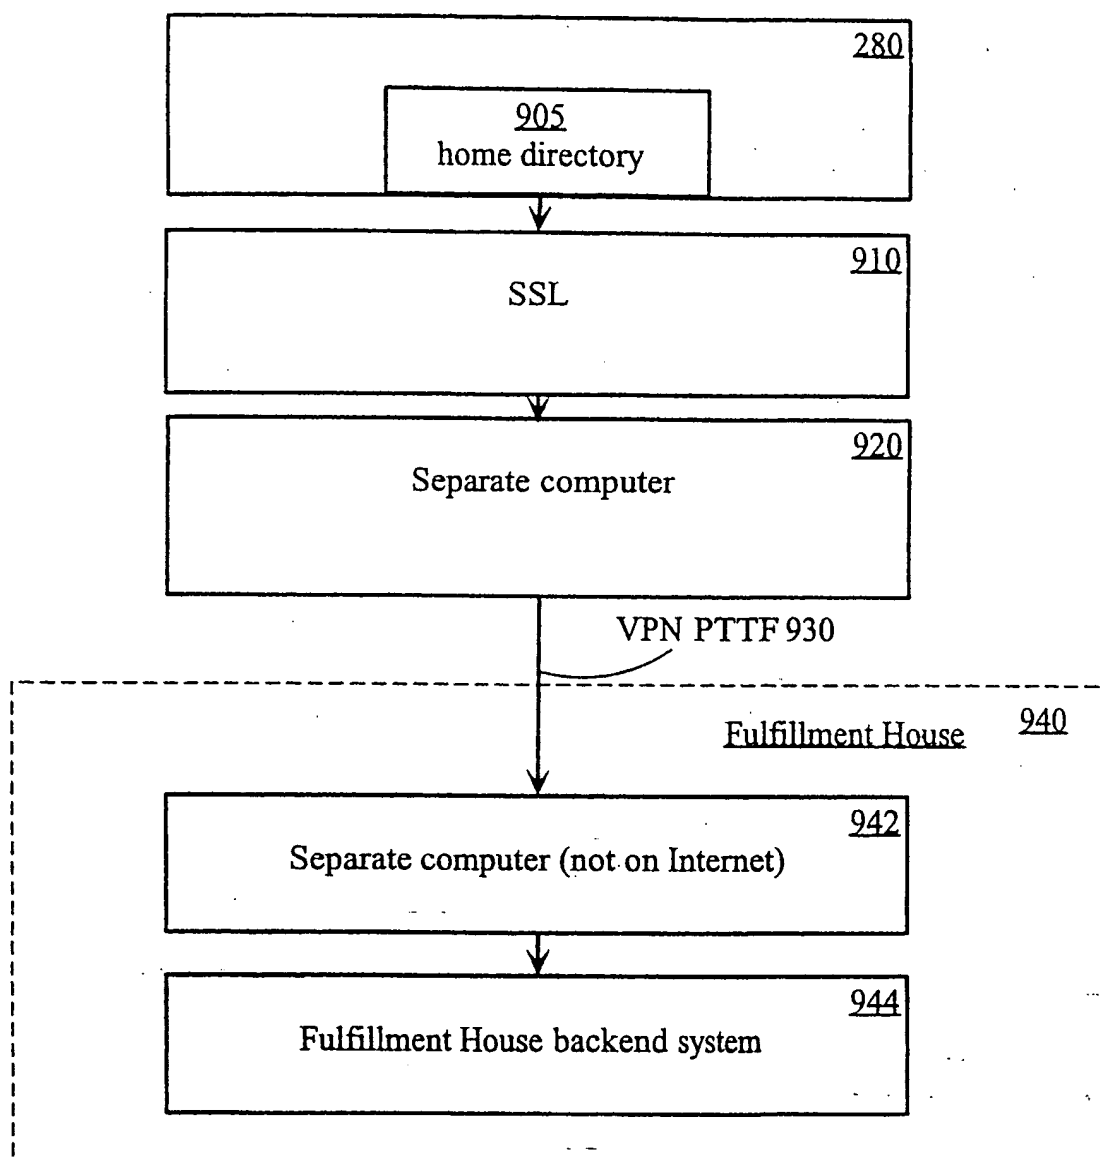 280
905
home directory
910
SSL
920
Separate computer
VPN PTTF 930
Fulfillment House 940
942
Separate computer (not on Internet)
944
Fulfillment House backend system